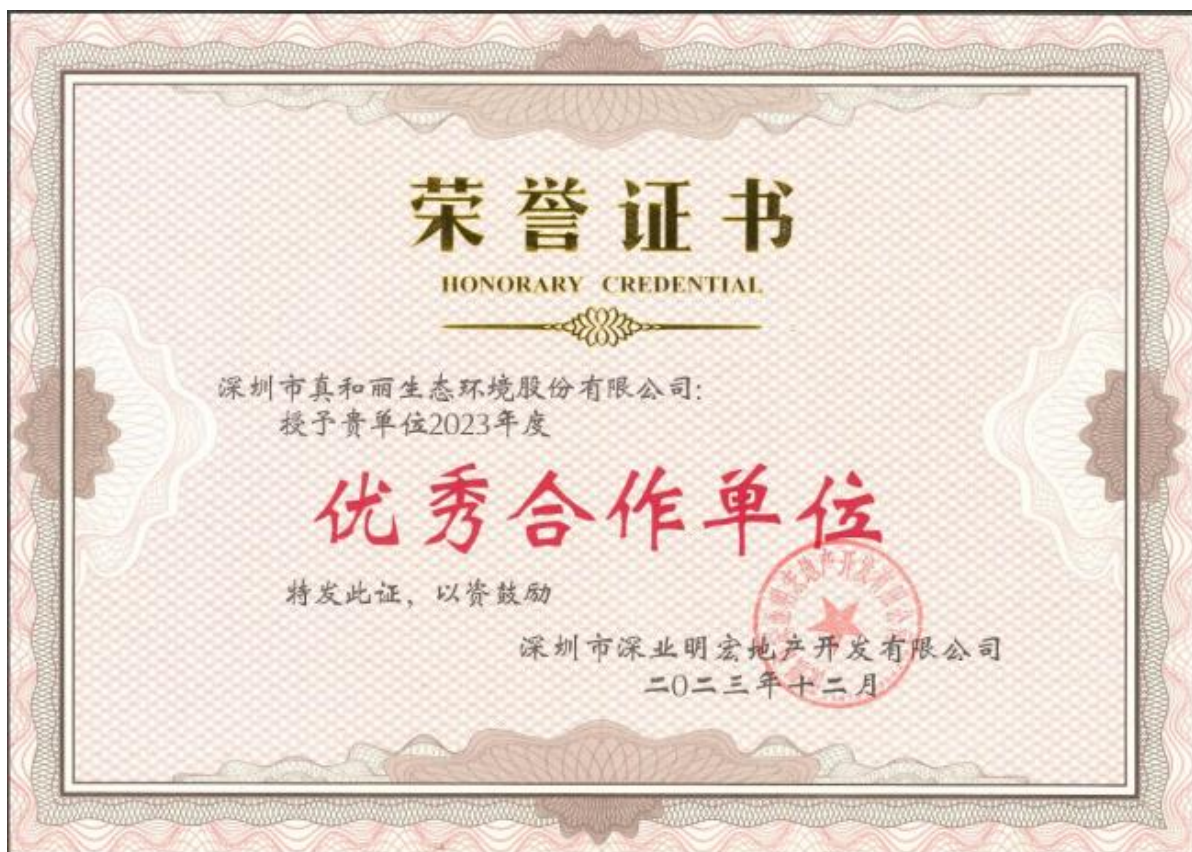 荣誉证书
HONORARY CREDENTIAL
深圳市真和丽生态环境股份有限公司:
授予贵单位2023年度
优秀合作单位
特发此证，以资鼓励
深圳市深业明宏地产开发有限公司
二0二三年十二月